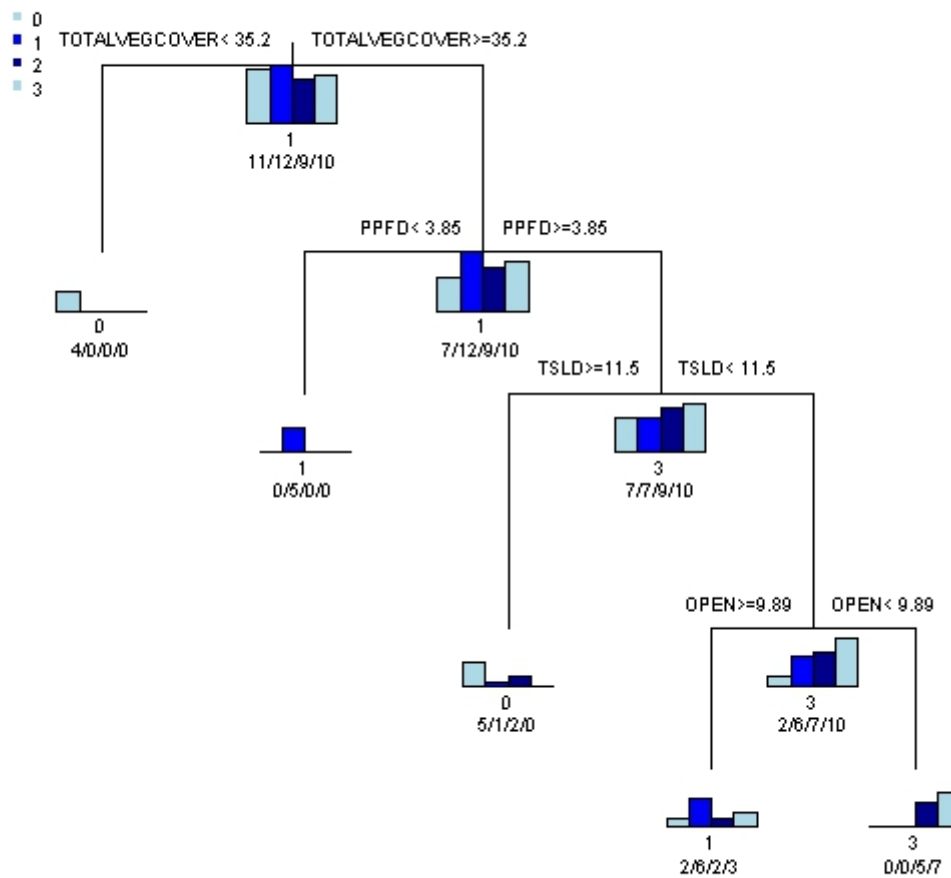 0
1
2
3
TOTALVEGCOVER< 35.2
TOTALVEGCOVER>=35.2
1
11/12/9/10
PPFD< 3.85
PPFD>=3.85
0
4/0/0/0
1
7/12/9/10
TSLD>=11.5
TSLD< 11.5
1
0/5/0/0
3
7/7/9/10
OPEN>=9.89
OPEN< 9.89
0
5/1/2/0
3
2/6/7/10
1
2/6/2/3
3
0/0/5/7